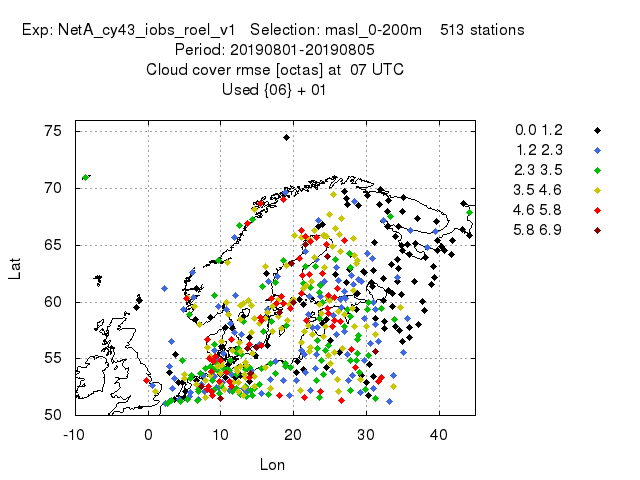 Exp: NetA_cy43_iobs_roel_v1 Selection: masl_0-200m 513 stations
Period: 20190801-20190805
Cloud cover rmse [octas] at 07 UTC
Used {06} + 01
75
70
65
60
55
50
-10 0 10 20 30 40
Lat
Lon
0.0 1.2
1.2 2.3
2.3 3.5
3.5 4.6
4.6 5.8
5.8 6.9